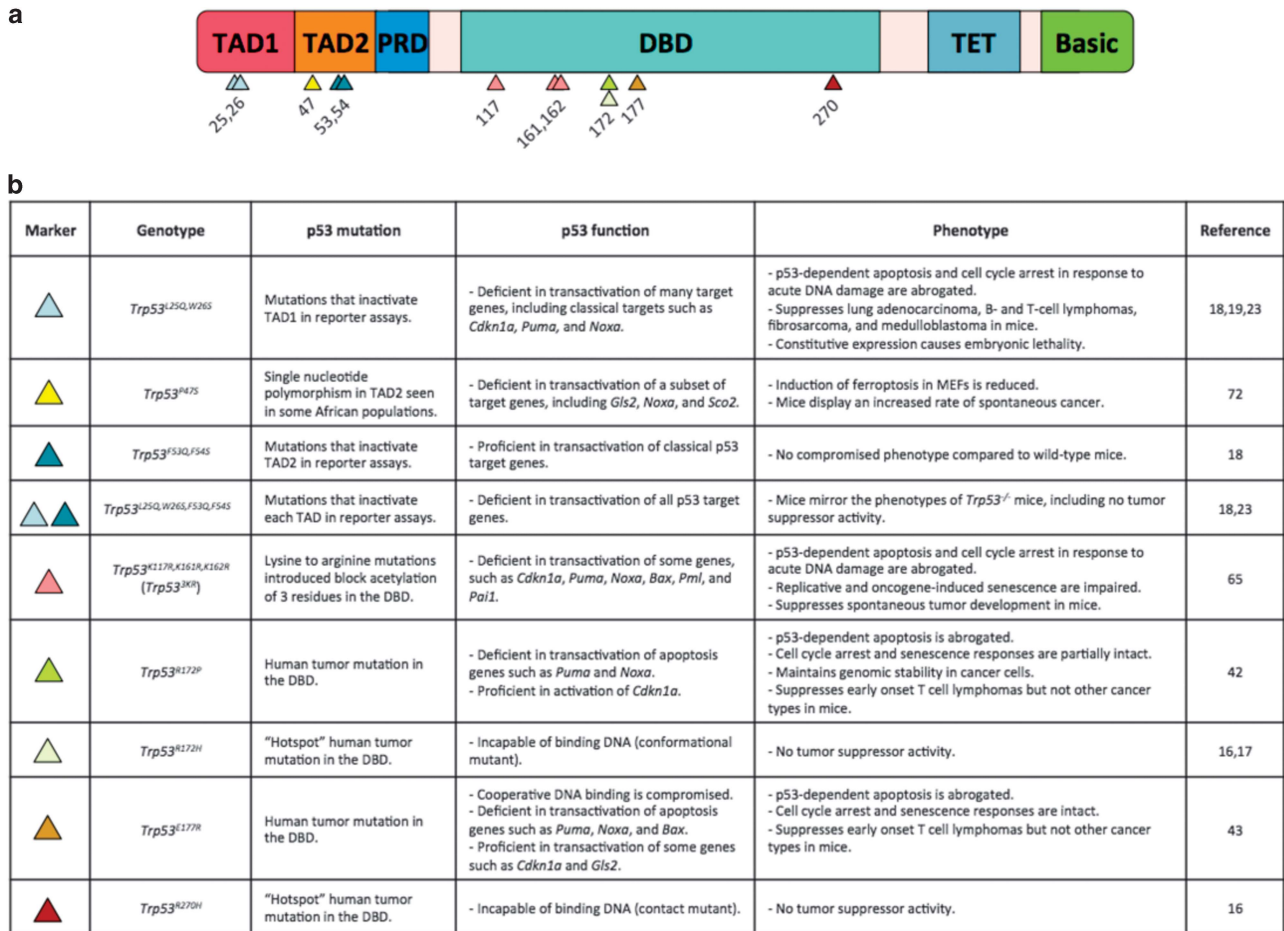 a
TAD1 TAD2 PRD DBD TET Basic
25,26 47 53,54 117 161,162 172 177 270
b
Marker Genotype p53 mutation p53 function Phenotype Reference
Trp53L25Q,W26S
Mutations that inactivate
TAD1 in reporter assays.
- Deficient in transactivation of many target
genes, including classical targets such as
Cdkn1a, Puma, and Noxa.
- p53-dependent apoptosis and cell cycle arrest in response to
acute DNA damage are abrogated.
- Suppresses lung adenocarcinoma, B- and T-cell lymphomas,
fibrosarcoma, and medulloblastoma in mice.
- Constitutive expression causes embryonic lethality.
18,19,23
Trp53P47S
Single nucleotide
polymorphism in TAD2 seen
in some African populations.
- Deficient in transactivation of a subset of
target genes, including Gls2, Noxa, and Sco2.
- Induction of ferroptosis in MEFs is reduced.
- Mice display an increased rate of spontaneous cancer.
72
Trp53F53Q,F54S
Mutations that inactivate
TAD2 in reporter assays.
- Proficient in transactivation of classical p53
target genes.
- No compromised phenotype compared to wild-type mice.
18
Trp53L25Q,W26S,F53Q,F54S
Mutations that inactivate
each TAD in reporter assays.
- Deficient in transactivation of all p53 target
genes.
- Mice mirror the phenotypes of Trp53-/- mice, including no tumor
suppressor activity.
18,23
Trp53K117R,K161R,K162R
(Trp533KR)
Lysine to arginine mutations
introduced block acetylation
of 3 residues in the DBD.
- Deficient in transactivation of some genes,
such as Cdkn1a, Puma, Noxa, Bax, Pml, and
Pai1.
- p53-dependent apoptosis and cell cycle arrest in response to
acute DNA damage are abrogated.
- Replicative and oncogene-induced senescence are impaired.
- Suppresses spontaneous tumor development in mice.
65
Trp53R172P
Human tumor mutation in
the DBD.
- Deficient in transactivation of apoptosis
genes such as Puma and Noxa.
- Proficient in activation of Cdkn1a.
- p53-dependent apoptosis is abrogated.
- Cell cycle arrest and senescence responses are partially intact.
- Maintains genomic stability in cancer cells.
- Suppresses early onset T cell lymphomas but not other cancer
types in mice.
42
Trp53R172H
"Hotspot" human tumor
mutation in the DBD.
- Incapable of binding DNA (conformational
mutant).
- No tumor suppressor activity.
16,17
Trp53E177R
Human tumor mutation in
the DBD.
- Cooperative DNA binding is compromised.
- Deficient in transactivation of apoptosis
genes such as Puma, Noxa, and Bax.
- Proficient in transactivation of some genes
such as Cdkn1a and Gls2.
- p53-dependent apoptosis is abrogated.
- Cell cycle arrest and senescence responses are intact.
- Suppresses early onset T cell lymphomas but not other cancer
types in mice.
43
Trp53R270H
"Hotspot" human tumor
mutation in the DBD.
- Incapable of binding DNA (contact mutant).
- No tumor suppressor activity.
16